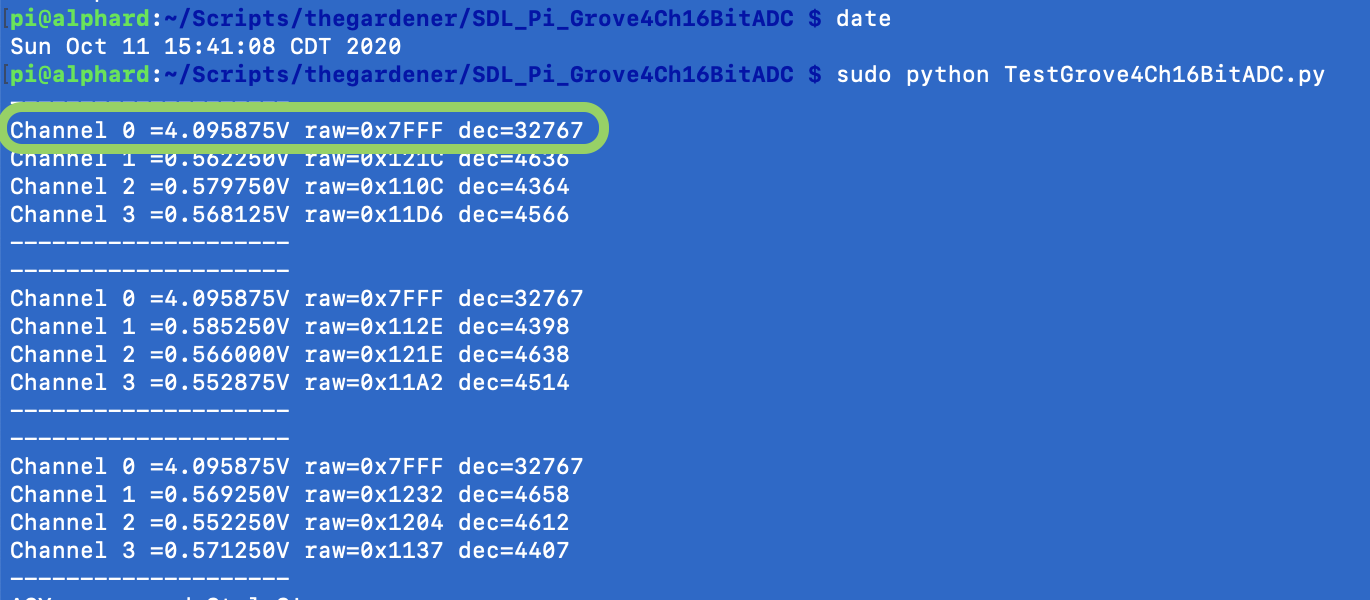 pi@alphard:~/Scripts/thegardener/SDL_Pi_Grove4Ch16BitADC $ date
Sun Oct 11 15:41:08 CDT 2020
pi@alphard:~/Scripts/thegardener/SDL_Pi_Grove4Ch16BitADC $ sudo python TestGrove4Ch16BitADC.py
--------------------
Channel 0 =4.095875V raw=0x7FFF dec=32767
Channel 1 =0.562250V raw=0x121C dec=4636
Channel 2 =0.579750V raw=0x110C dec=4364
Channel 3 =0.568125V raw=0x11D6 dec=4566
--------------------
--------------------
Channel 0 =4.095875V raw=0x7FFF dec=32767
Channel 1 =0.585250V raw=0x112E dec=4398
Channel 2 =0.566000V raw=0x121E dec=4638
Channel 3 =0.552875V raw=0x11A2 dec=4514
--------------------
--------------------
Channel 0 =4.095875V raw=0x7FFF dec=32767
Channel 1 =0.569250V raw=0x1232 dec=4658
Channel 2 =0.552250V raw=0x1204 dec=4612
Channel 3 =0.571250V raw=0x1137 dec=4407
--------------------